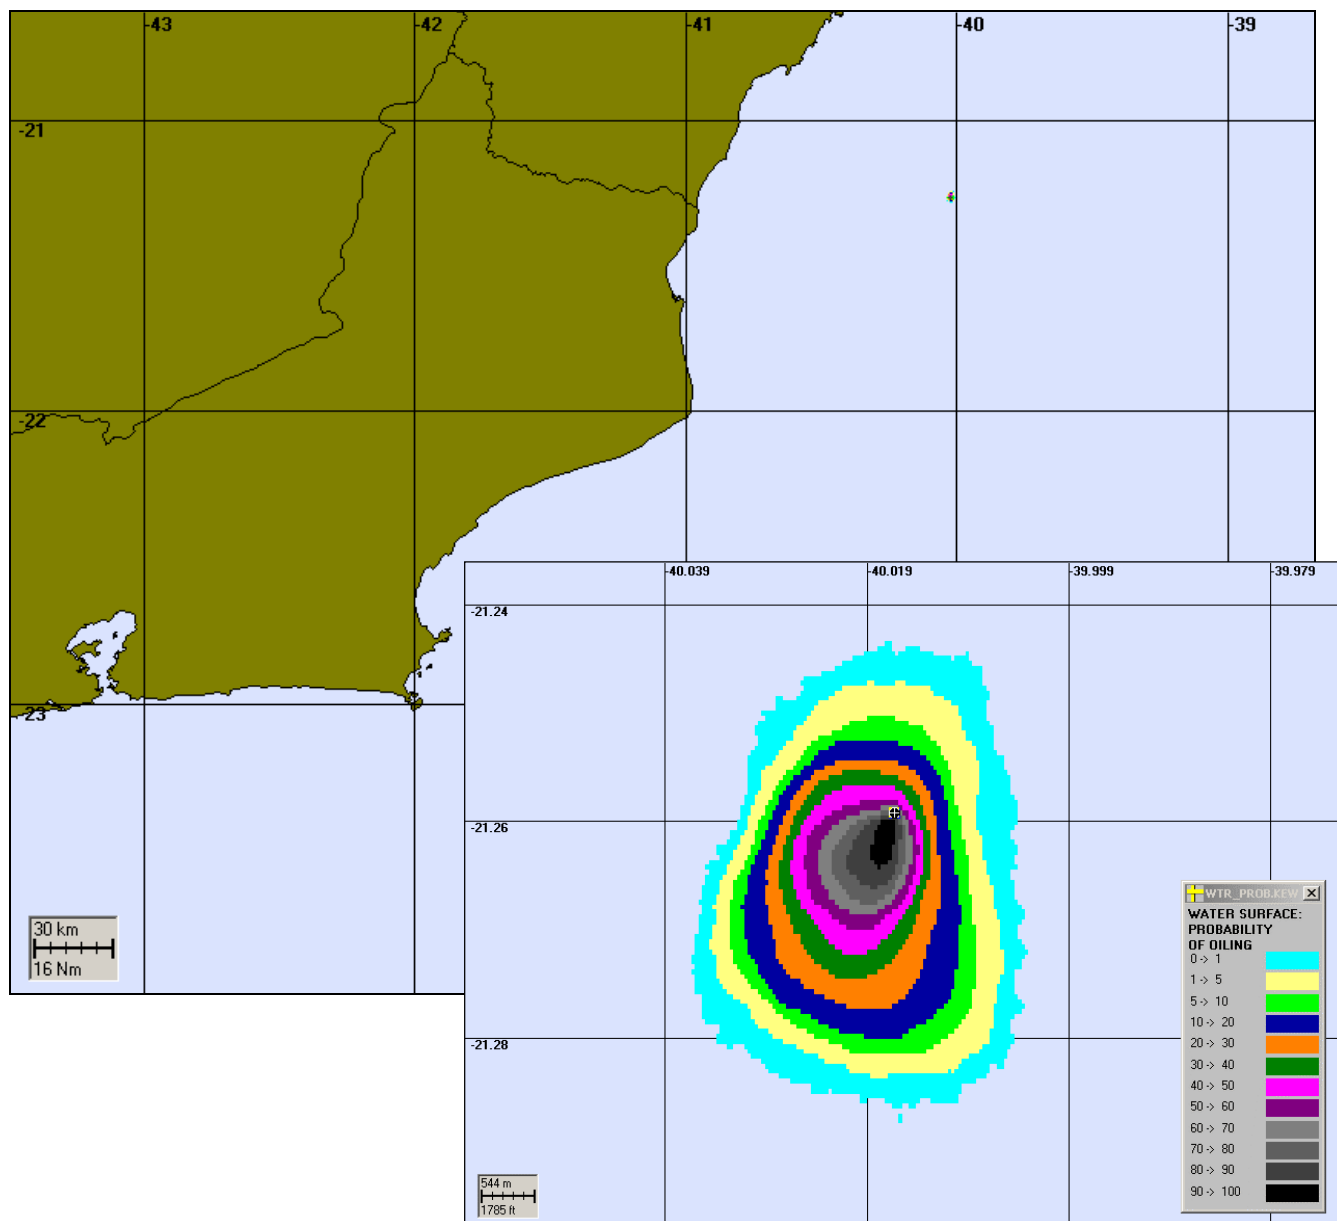 -43
-42
-41
-40
-39
-21
-22
-23
30 km
16 Nm
-40.039
-40.019
-39.999
-39.979
-21.24
-21.26
-21.28
544 m
1785 ft
WTR_PROB.KEW
WATER SURFACE:
PROBABILITY
OF OILING
0 -> 1
1 -> 5
5 -> 10
10 -> 20
20 -> 30
30 -> 40
40 -> 50
50 -> 60
60 -> 70
70 -> 80
80 -> 90
90 -> 100